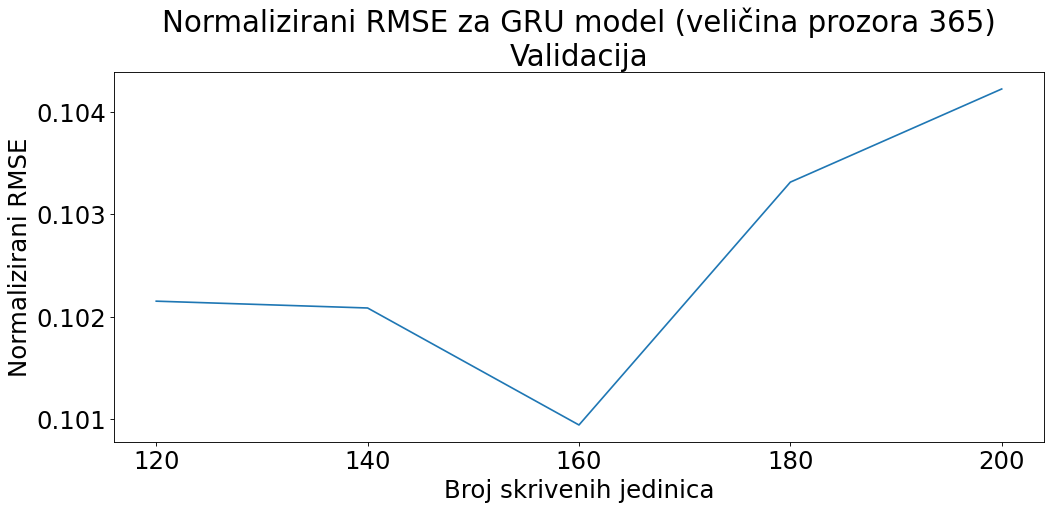 Normalizirani RMSE za GRU model (veličina prozora 365)
Validacija
Normalizirani RMSE
0.104
0.103
0.102
0.101
120 140 160 180 200
Broj skrivenih jedinica